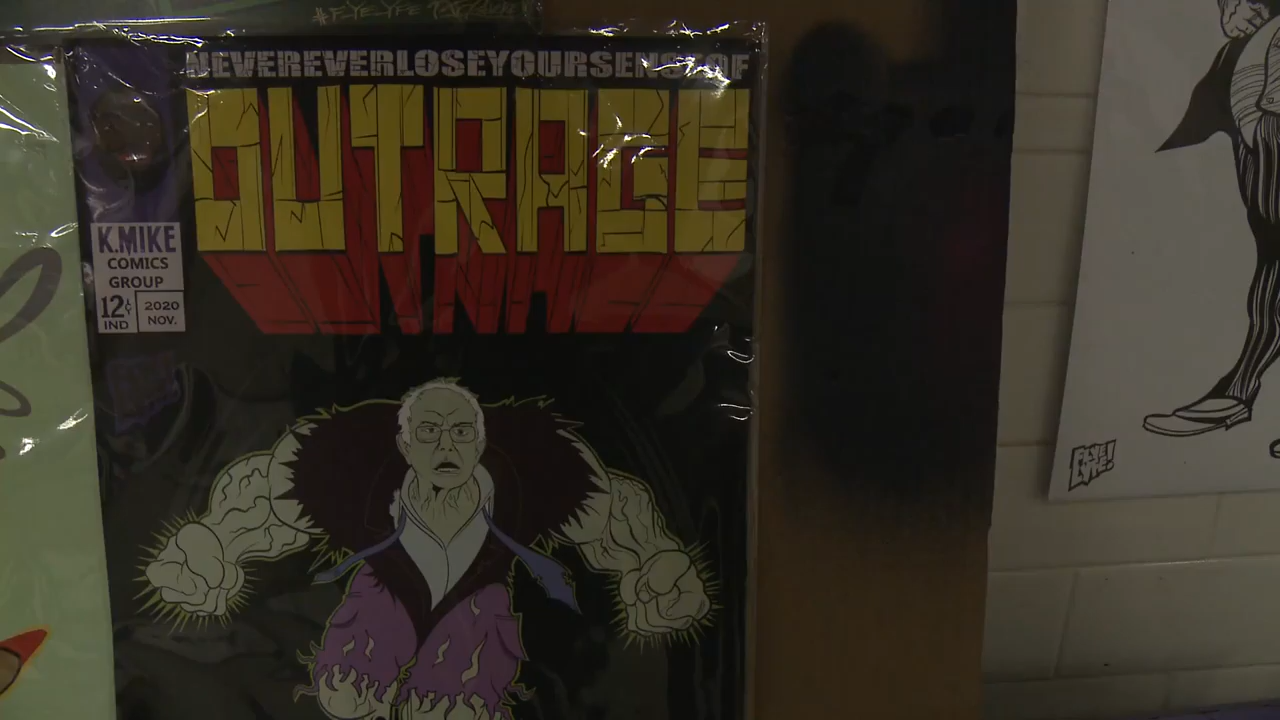 NEVEREVERLOSEYOURSENSEOF
OUTRAGE
K.MIKE
COMICS
GROUP
12¢
IND
2020
NOV.